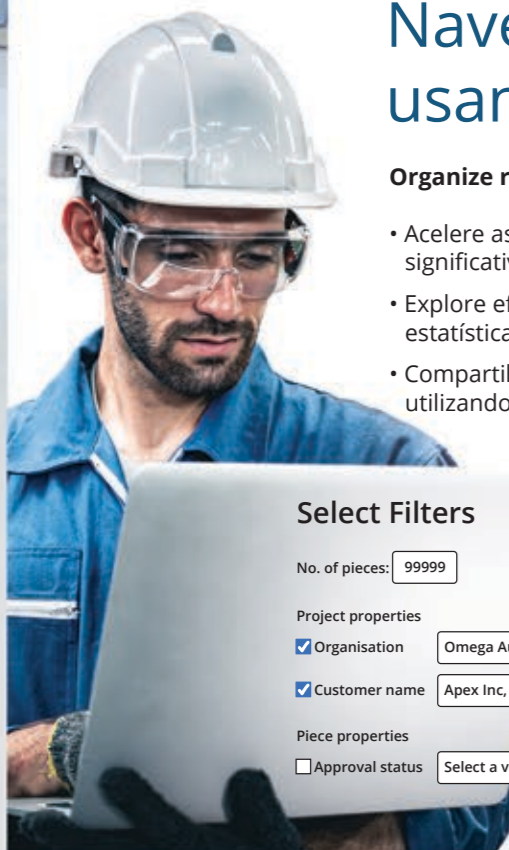 Nave
usar
Organize r
• Acelere as
significativ
• Explore ef
estatística
• Compartil
utilizando
Select Filters
No. of pieces: 99999
Project properties
Organisation Omega Au
Customer name Apex Inc,
Piece properties
Approval status Select a v